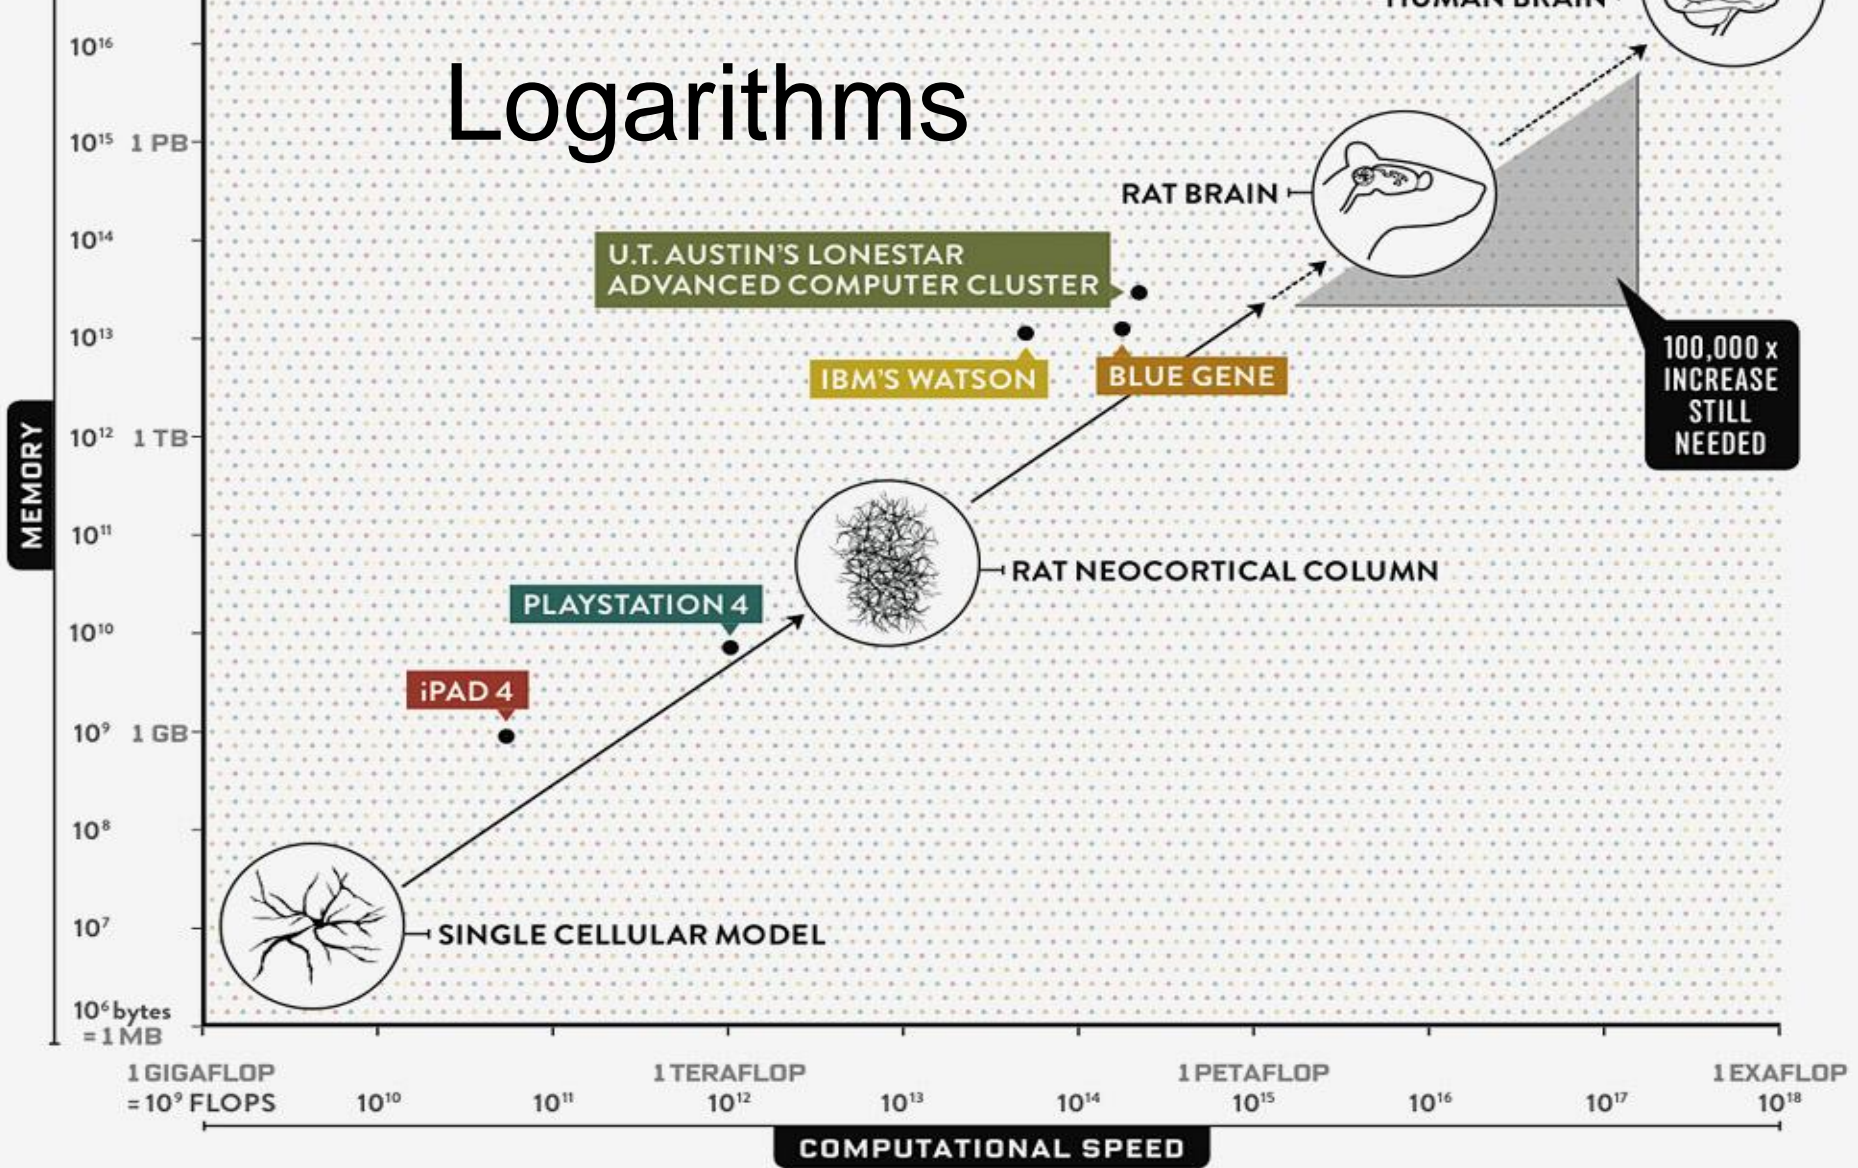 HUMAN BRAIN
10¹⁶
Logarithms
10¹⁵ 1 PB
RAT BRAIN
10¹⁴
U.T. AUSTIN'S LONESTAR
ADVANCED COMPUTER CLUSTER
10¹³
100,000 x
INCREASE
STILL
NEEDED
IBM'S WATSON
BLUE GENE
10¹² 1 TB
MEMORY
10¹¹
RAT NEOCORTICAL COLUMN
PLAYSTATION 4
10¹⁰
iPAD 4
10⁹ 1 GB
10⁸
10⁷
SINGLE CELLULAR MODEL
10⁶ bytes
= 1 MB
1 GIGAFLOP 1 TERAFLOP 1 PETAFLOP 1 EXAFLOP
= 10⁹ FLOPS 10¹⁰ 10¹¹ 10¹² 10¹³ 10¹⁴ 10¹⁵ 10¹⁶ 10¹⁷ 10¹⁸
COMPUTATIONAL SPEED